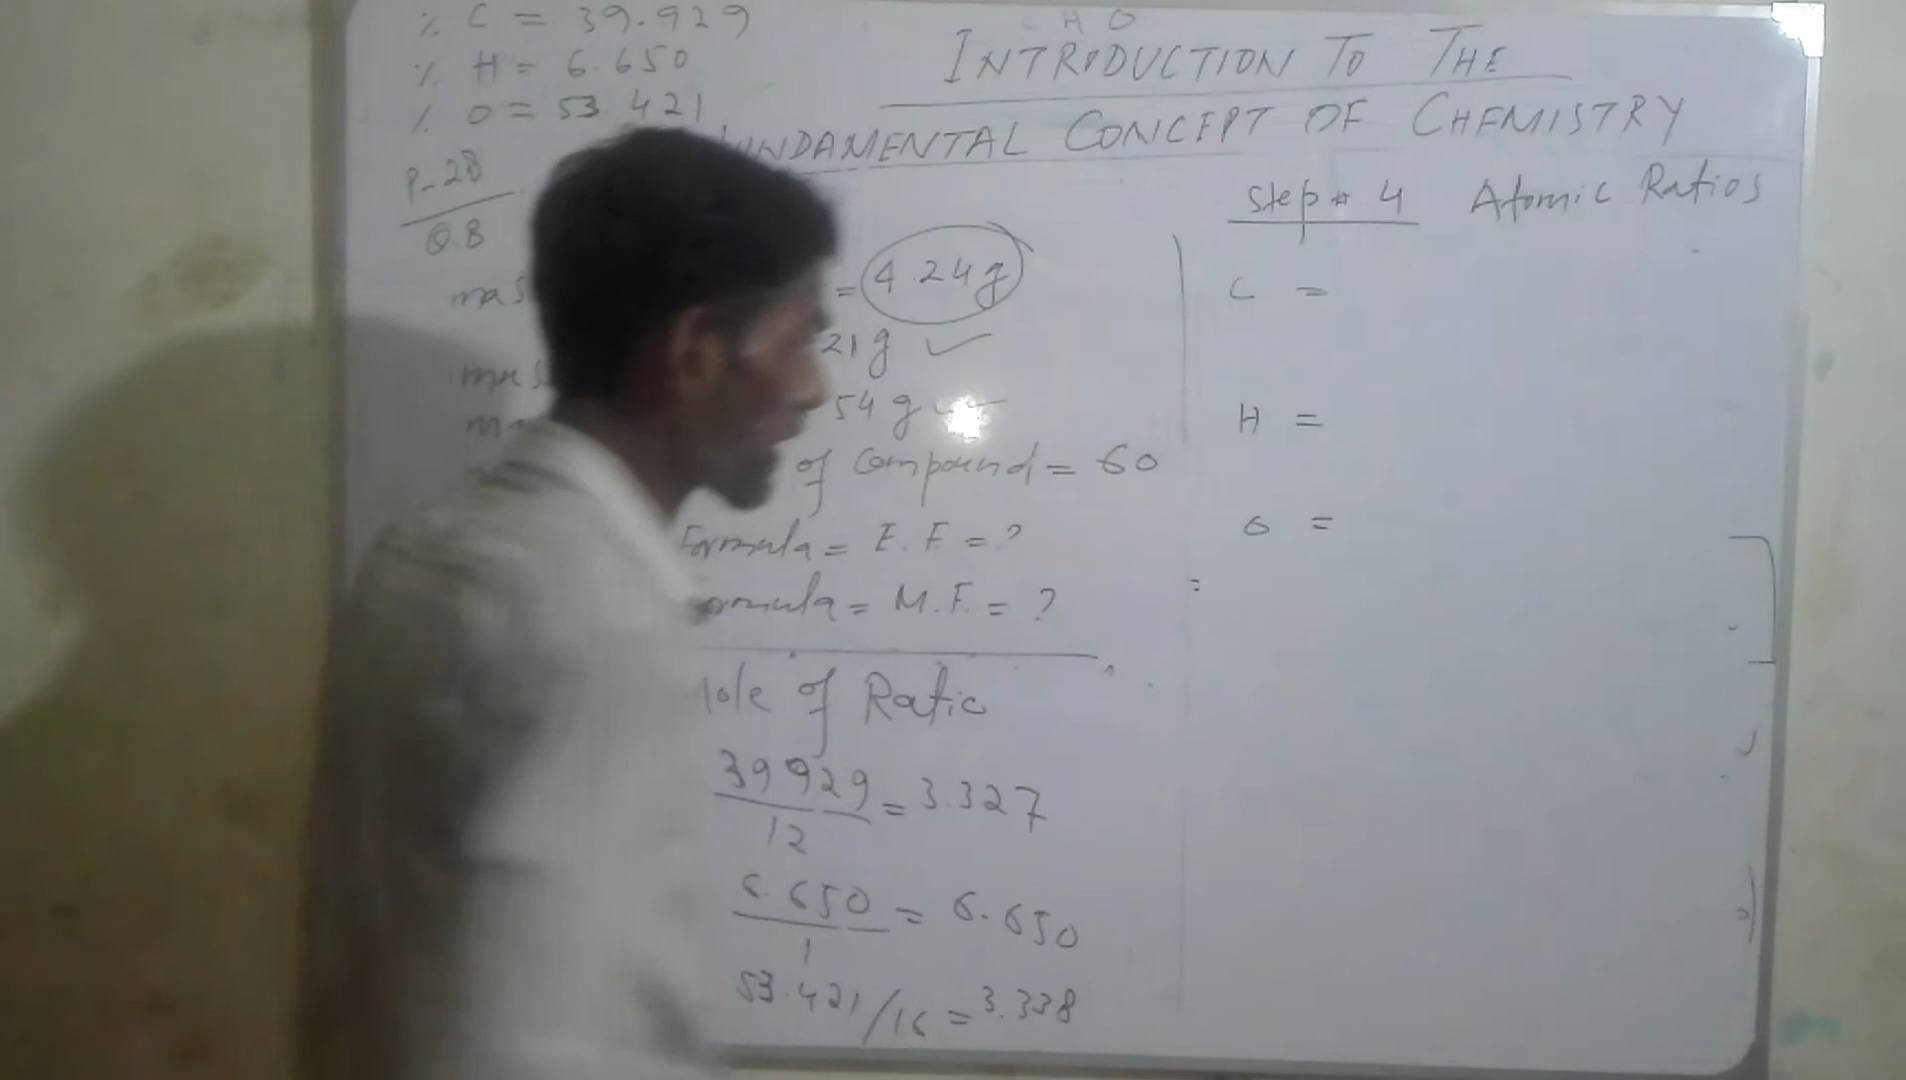 % C = 39.929
% H = 6.650
% O = 53.421
C H O
INTRODUCTION TO THE
FUNDAMENTAL CONCEPT OF CHEMISTRY
P-28
Q.8
= 4.24g
21g ✓
54g
of Compound = 60
Formula = E.F. = ?
M.F. = ?
of Ratio
39.929/12 = 3.327
6.650/1 = 6.650
53.421/16 = 3.338
Step # 4 Atomic Ratios
C =
H =
O =